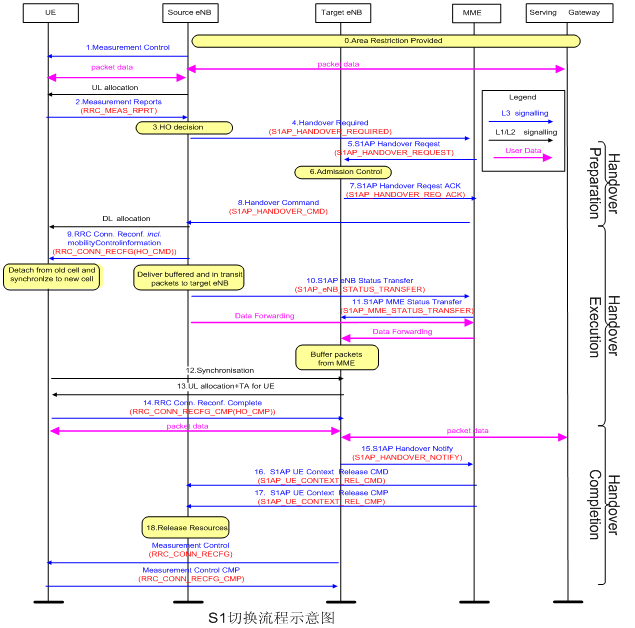 UE
Source eNB
Target eNB
MME
Serving Gateway
0.Area Restriction Provided
1.Measurement Control
packet data
packet data
UL allocation
2.Measurement Reports
(RRC_MEAS_RPRT)
3.HO decision
Legend
L3 signalling
L1/L2 signalling
User Data
4.Handover Required
(S1AP_HANDOVER_REQUIRED)
5.S1AP Handover Reqest
(S1AP_HANDOVER_REQUEST)
6.Admission Control
7.S1AP Handover Reqest ACK
(S1AP_HANDOVER_REQ_ACK)
8.Handover Command
(S1AP_HANDOVER_CMD)
Handover
Preparation
DL allocation
9.RRC Conn. Reconf. incl.
mobilityControlinformation
(RRC_CONN_RECFG(HO_CMD))
Detach from old cell and
synchronize to new cell
Deliver buffered and in transit
packets to target eNB
10.S1AP eNB Status Transfer
(S1AP_eNB_STATUS_TRANSFER)
11.S1AP MME Status Transfer
(S1AP_MME_STATUS_TRANSFER)
Data Forwarding
Data Forwarding
Buffer packets
from MME
12.Synchronisation
13.UL allocation+TA for UE
14.RRC Conn. Reconf. Complete
(RRC_CONN_RECFG_CMP(HO_CMP))
Handover
Execution
packet data
packet data
15.S1AP Handover Notify
(S1AP_HANDOVER_NOTIFY)
16. S1AP UE Context Release CMD
(S1AP_UE_CONTEXT_REL_CMD)
17. S1AP UE Context Release CMP
(S1AP_UE_CONTEXT_REL_CMP)
18.Release Resources
Measurement Control
(RRC_CONN_RECFG)
Measurement Control CMP
(RRC_CONN_RECFG_CMP)
Handover
Completion
S1切换流程示意图